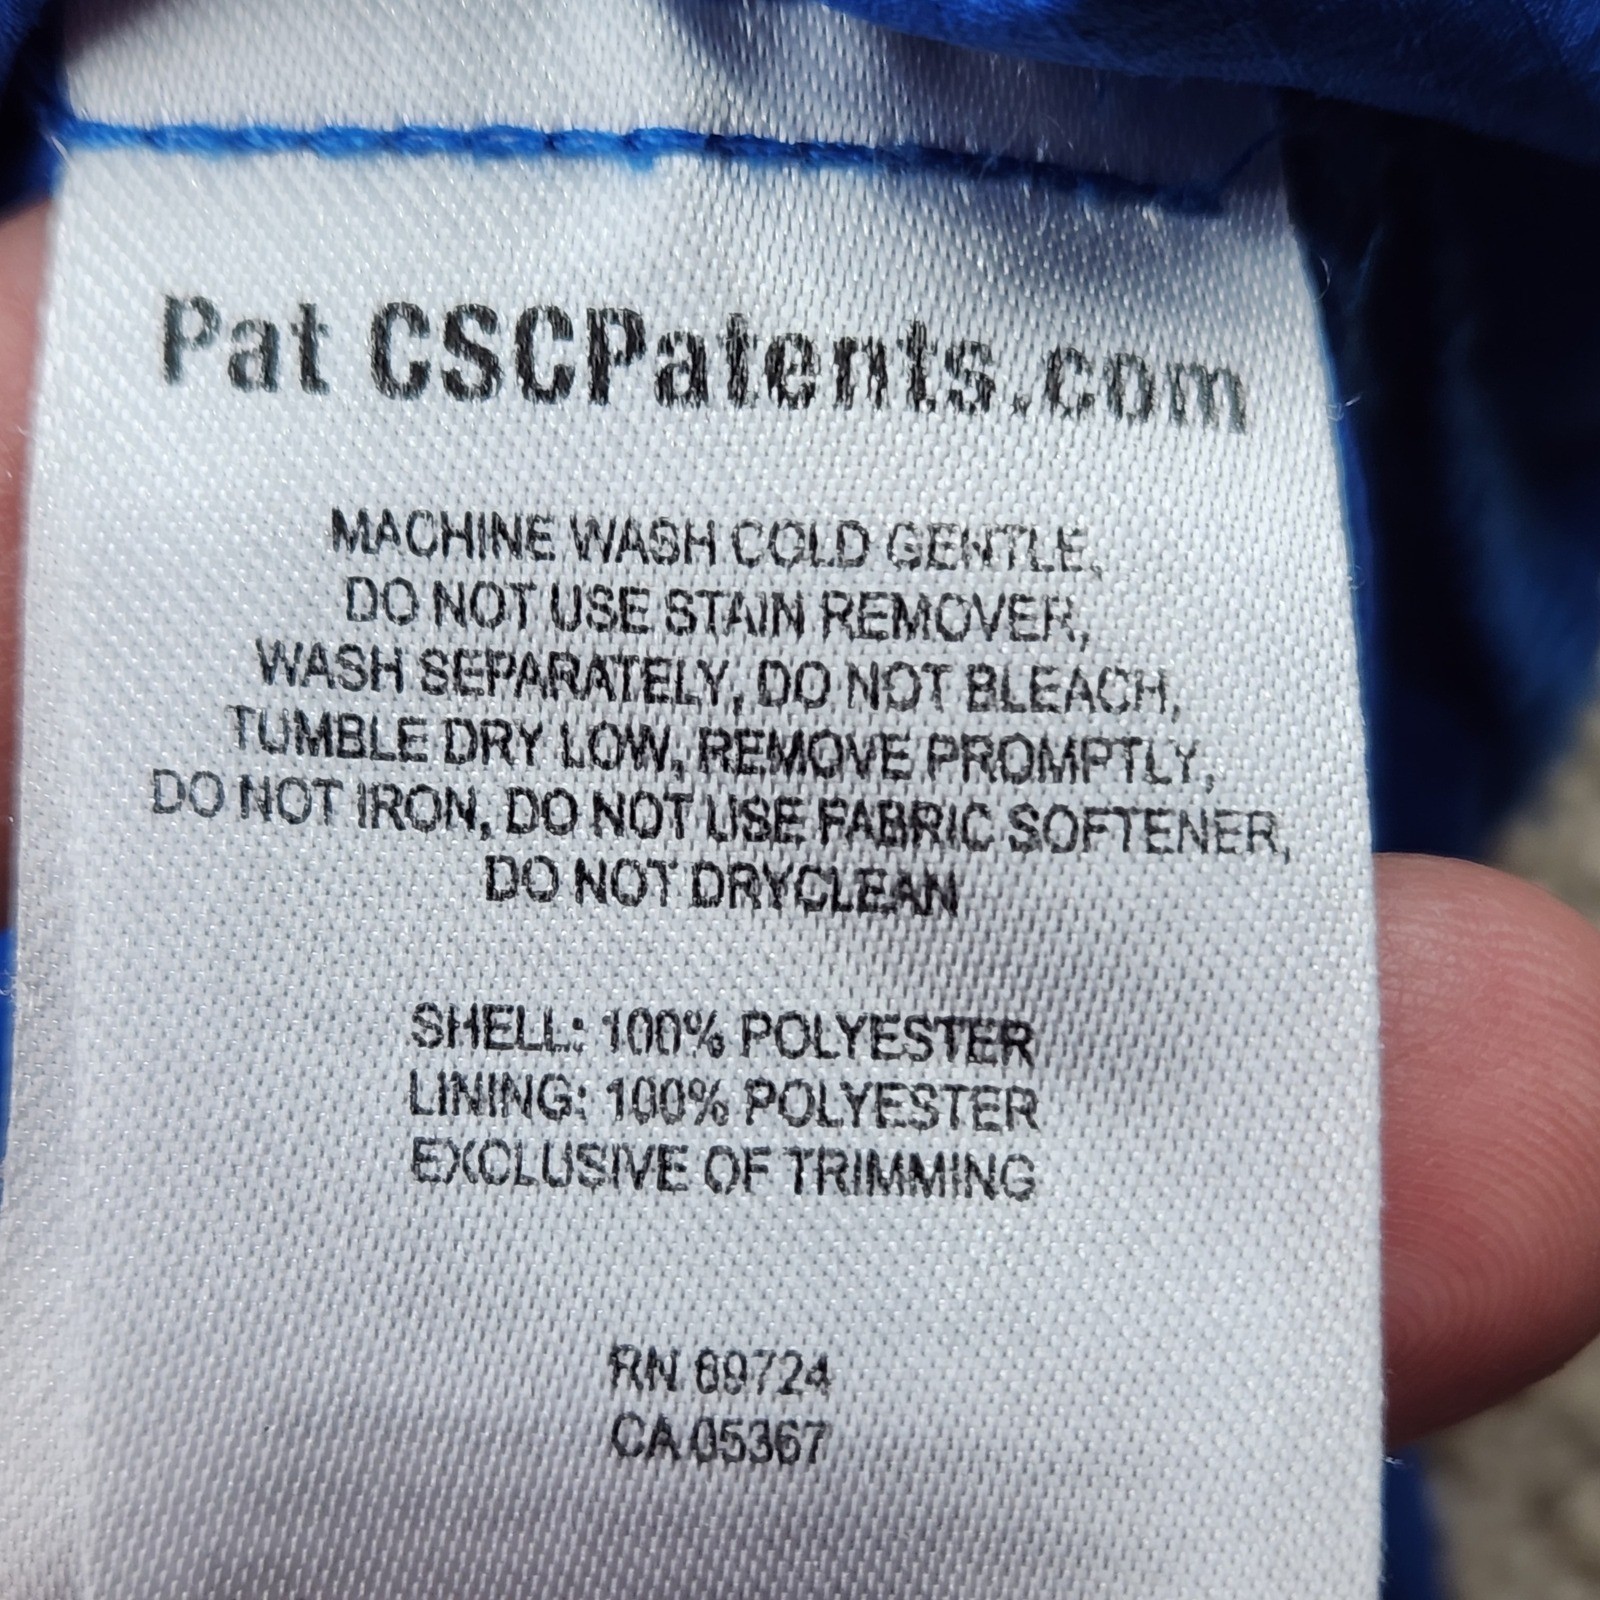 Pat CSCPatents.com
MACHINE WASH COLD GENTLE,
DO NOT USE STAIN REMOVER,
WASH SEPARATELY, DO NOT BLEACH,
TUMBLE DRY LOW, REMOVE PROMPTLY,
DO NOT IRON, DO NOT USE FABRIC SOFTENER,
DO NOT DRYCLEAN
SHELL: 100% POLYESTER
LINING: 100% POLYESTER
EXCLUSIVE OF TRIMMING
RN 69724
CA 05367